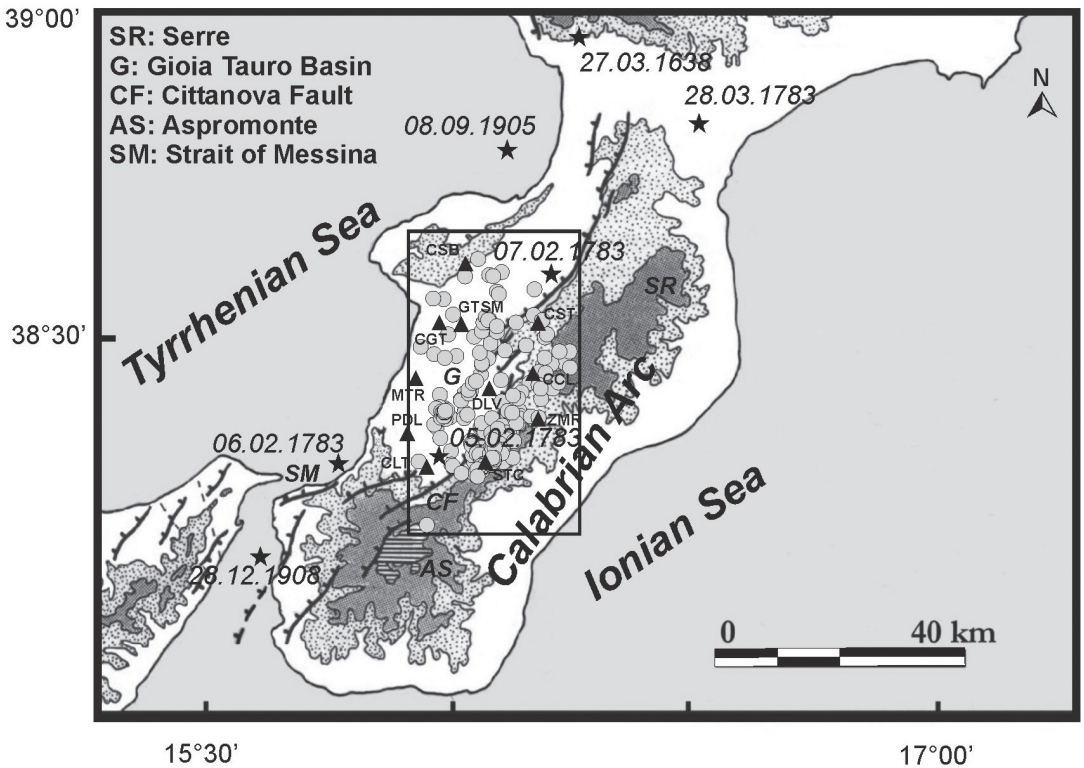 39°00'
SR: Serre
G: Gioia Tauro Basin
CF: Cittanova Fault
AS: Aspromonte
SM: Strait of Messina
27.03.1638
N
28.03.1783
08.09.1905
Tyrrhenian Sea
CSB
07.02.1783
SR
GTSM
CST
38°30'
CGT
G
CCL
MTR
DLV
PDL
ZMR
05.02.1783
06.02.1783
CLT
STC
SM
CF
Calabrian Arc
Ionian Sea
28.12.1908
AS
0
40 km
15°30'
17°00'